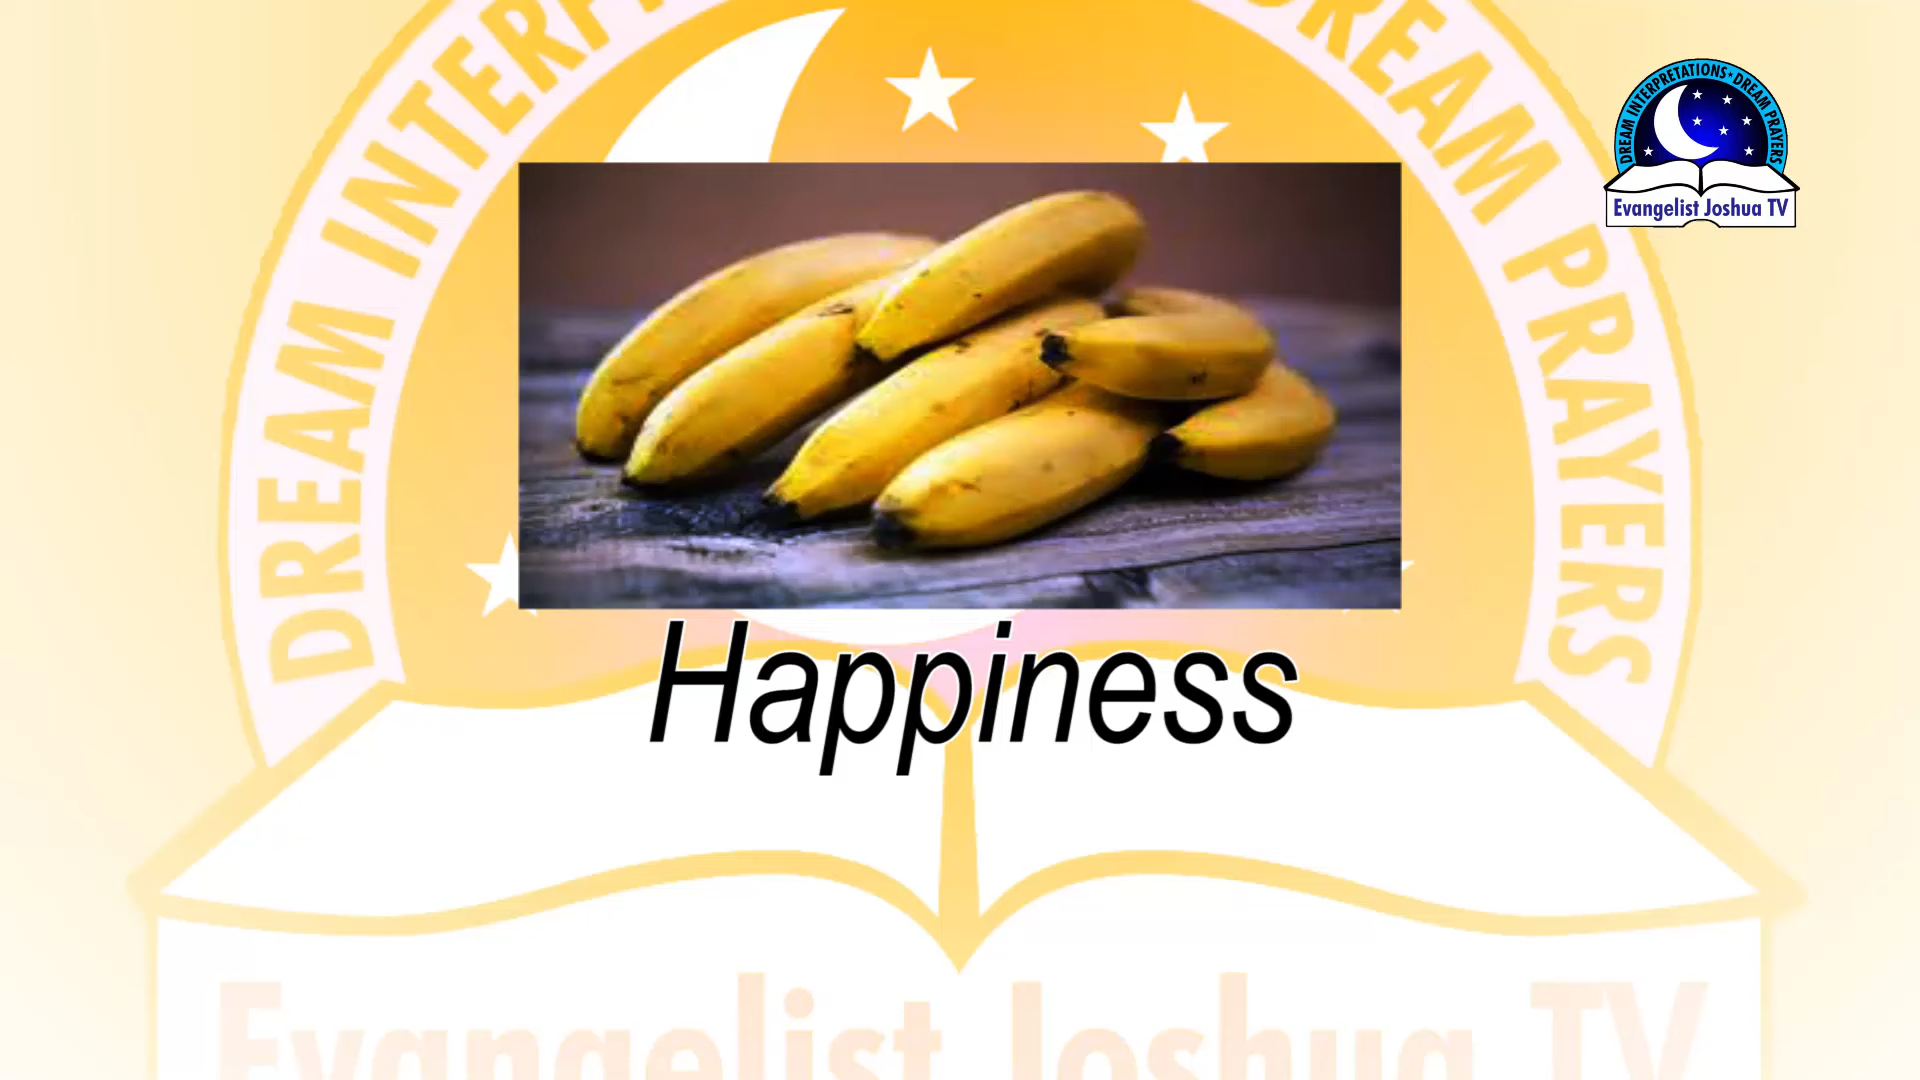 DREAM INTERP
DREAM PRAYERS
DREAM INTERPRETATIONS • DREAM PRAYERS
Evangelist Joshua TV
Happiness
Evangelist Joshua TV